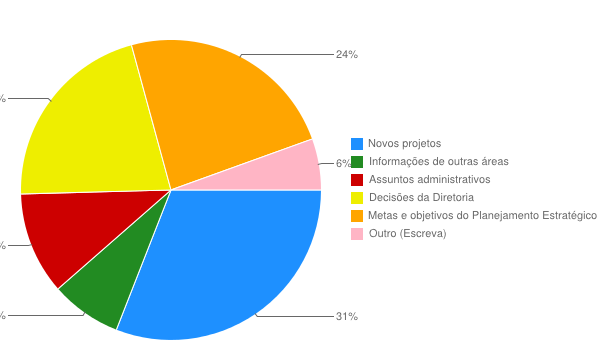 24%
%
6%
Novos projetos
Informações de outras áreas
Assuntos administrativos
Decisões da Diretoria
Metas e objetivos do Planejamento Estratégico
Outro (Escreva)
%
%
31%